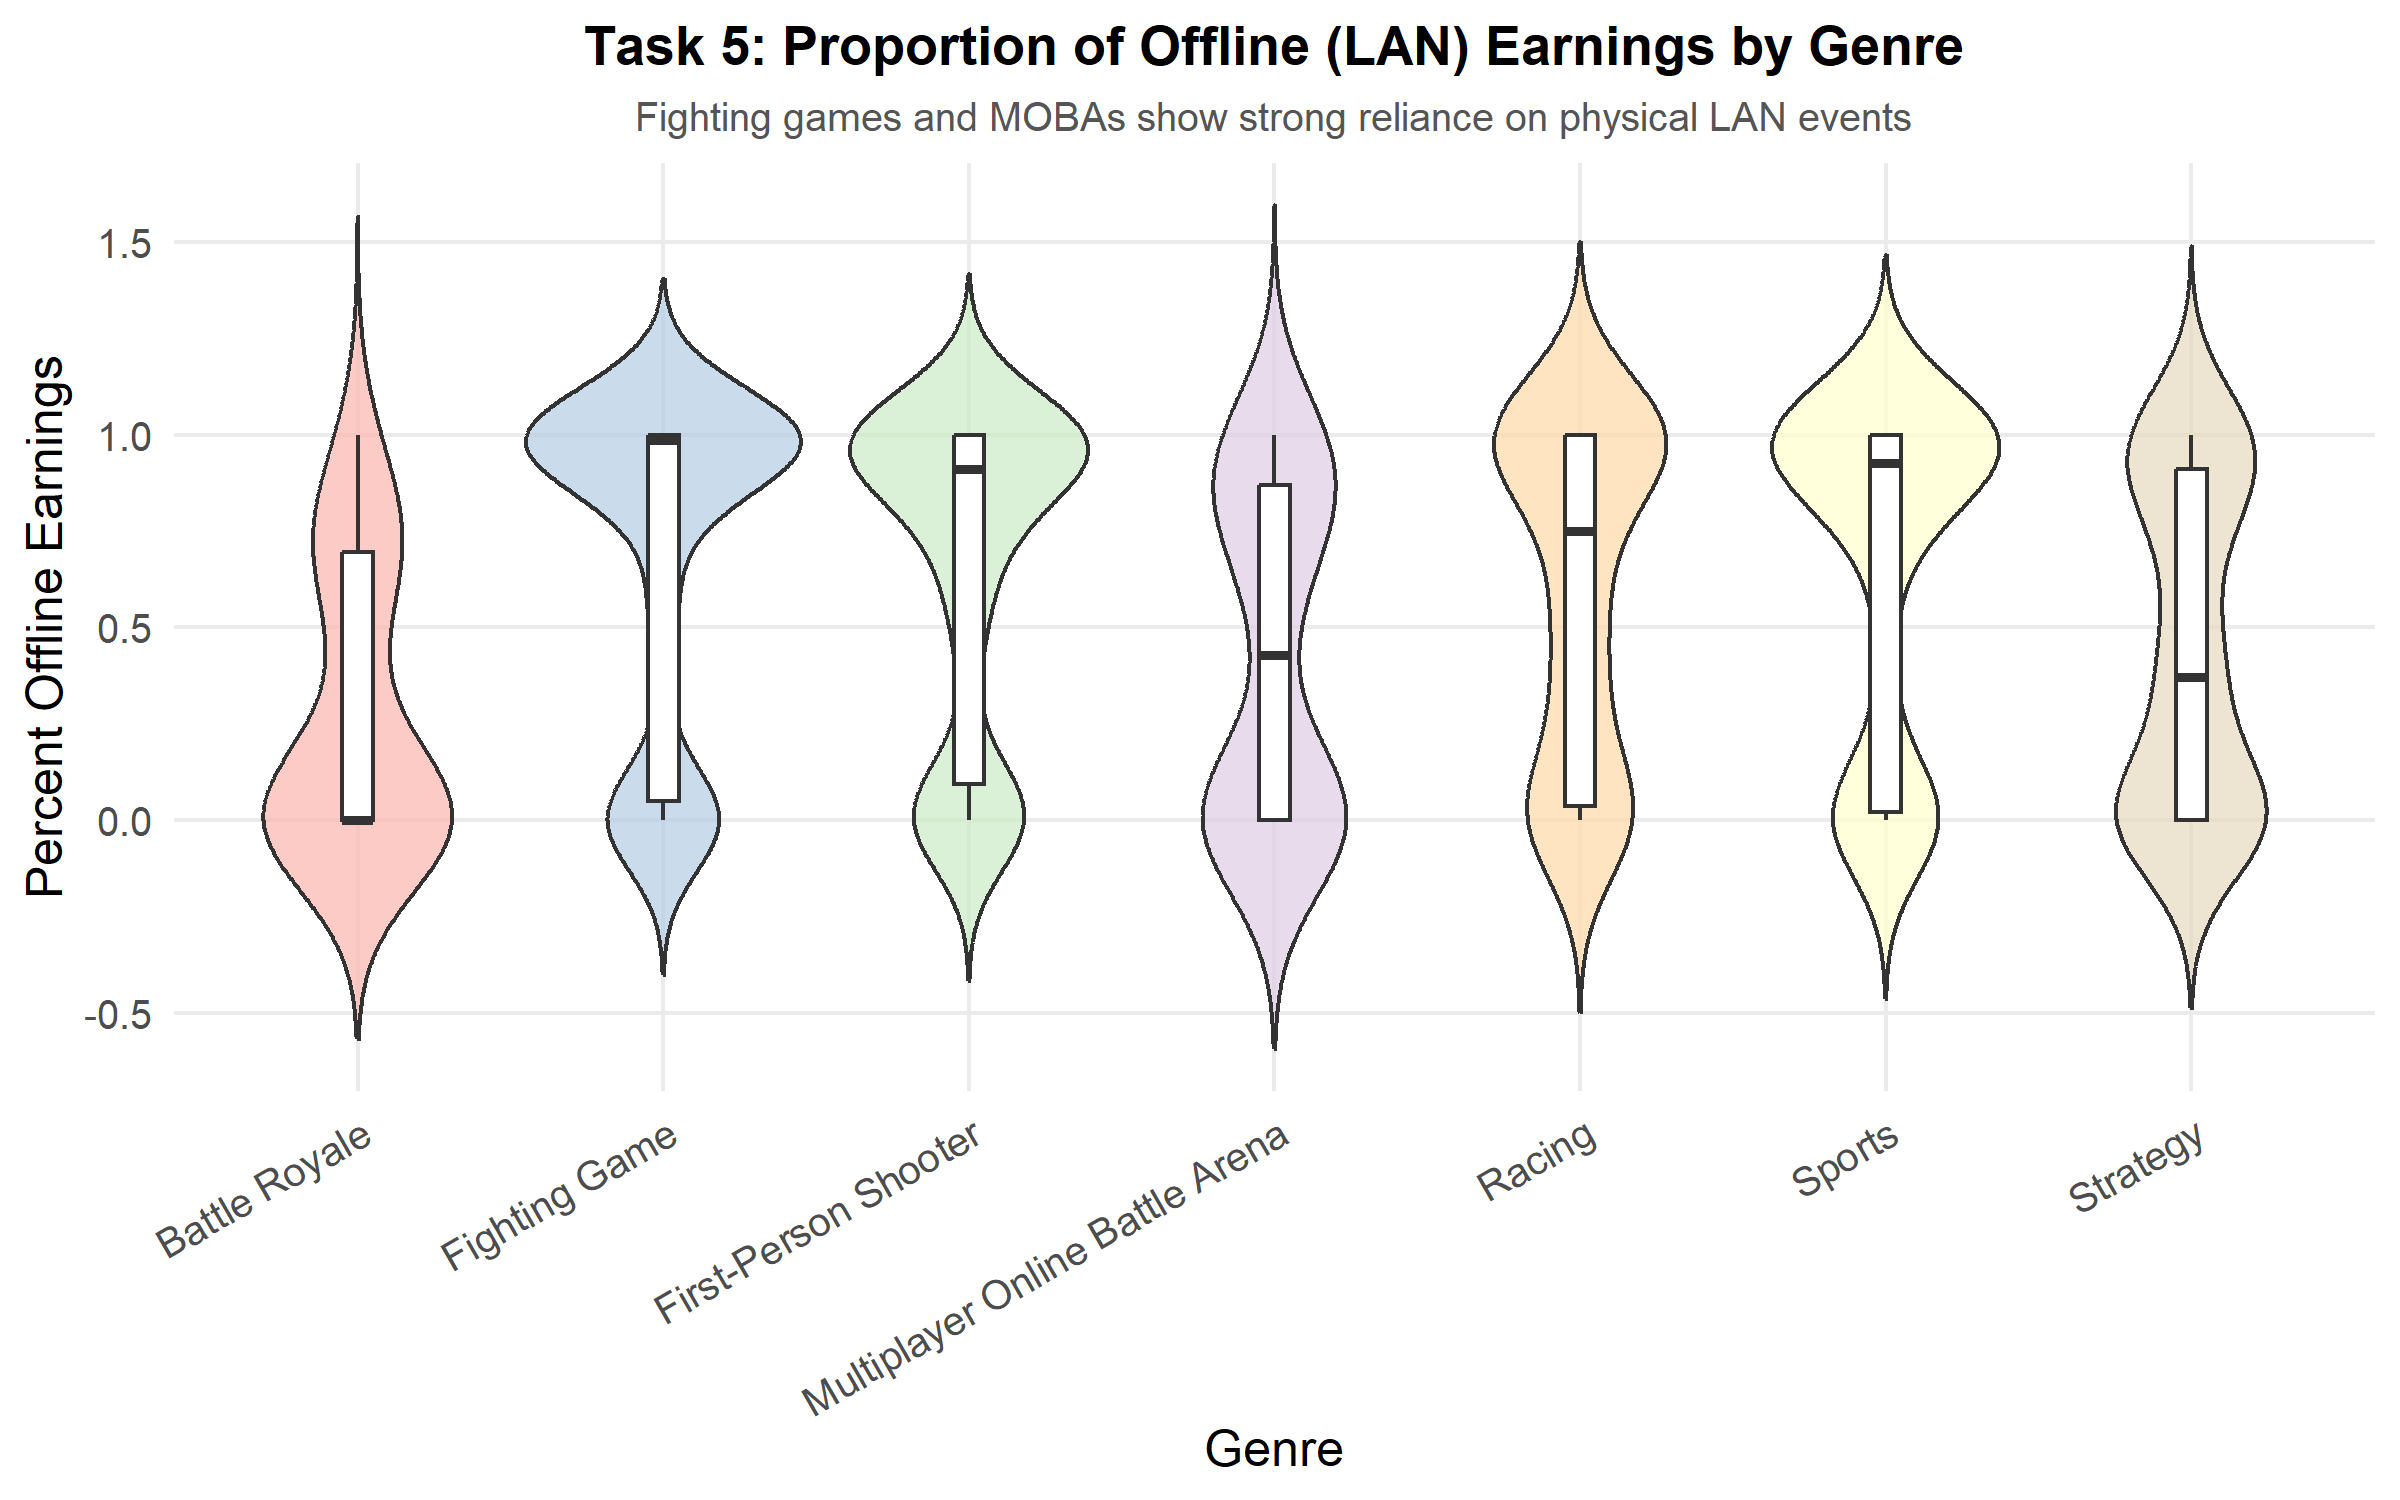 Task 5: Proportion of Offline (LAN) Earnings by Genre
Fighting games and MOBAs show strong reliance on physical LAN events
Percent Offline Earnings
1.5
1.0
0.5
0.0
-0.5
Battle Royale
Fighting Game
First-Person Shooter
Multiplayer Online Battle Arena
Racing
Sports
Strategy
Genre